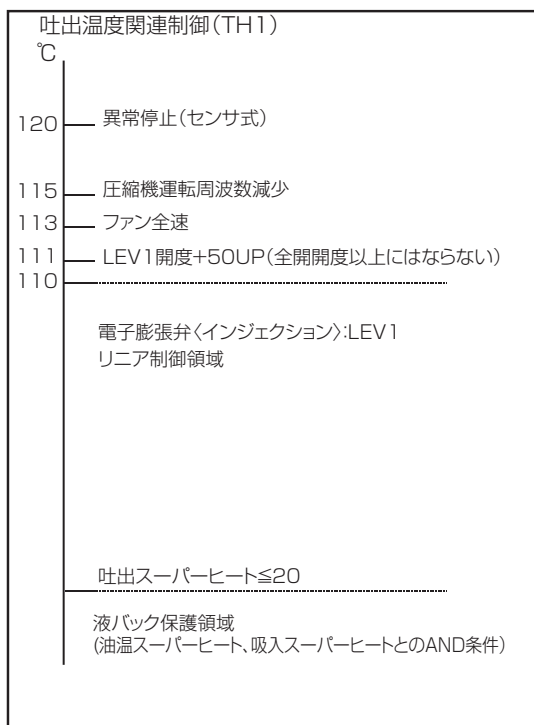 吐出温度関連制御(TH1)
℃
120 異常停止(センサ式)
115 圧縮機運転周波数減少
113 ファン全速
111 LEV1開度+50UP(全開開度以上にはならない)
110
電子膨張弁〈インジェクション〉:LEV1
リニア制御領域
吐出スーパーヒート≦20
液バック保護領域
(油温スーパーヒート、吸入スーパーヒートとのAND条件)